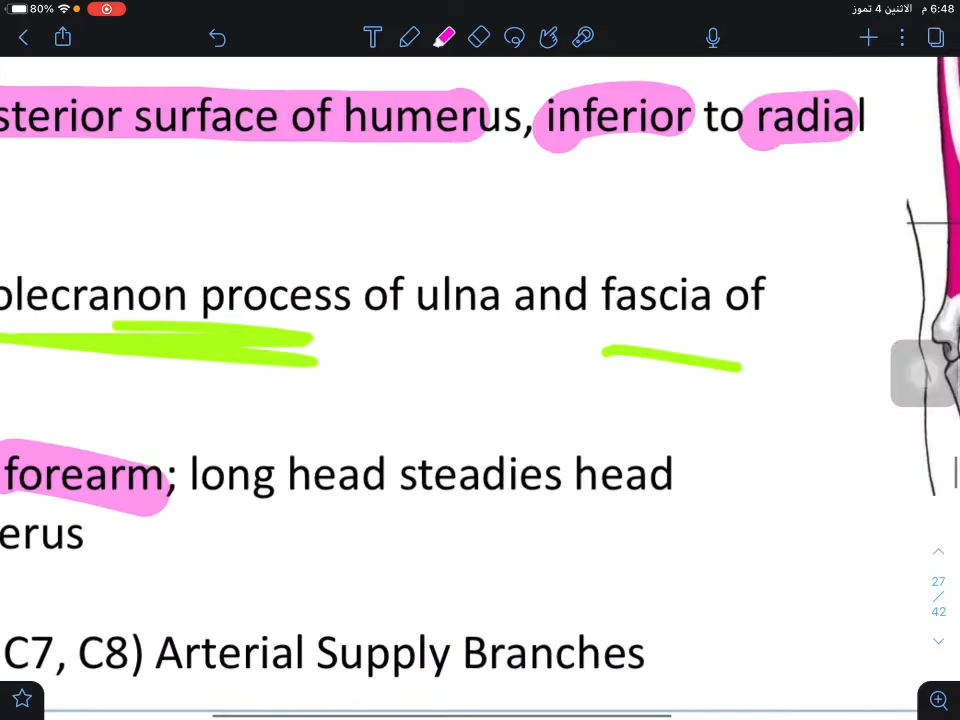 80%
6:48 م الاثنين 4 تموز
sterior surface of humerus, inferior to radial
olecranon process of ulna and fascia of
forearm; long head steadies head
erus
C7, C8) Arterial Supply Branches
27
/
42